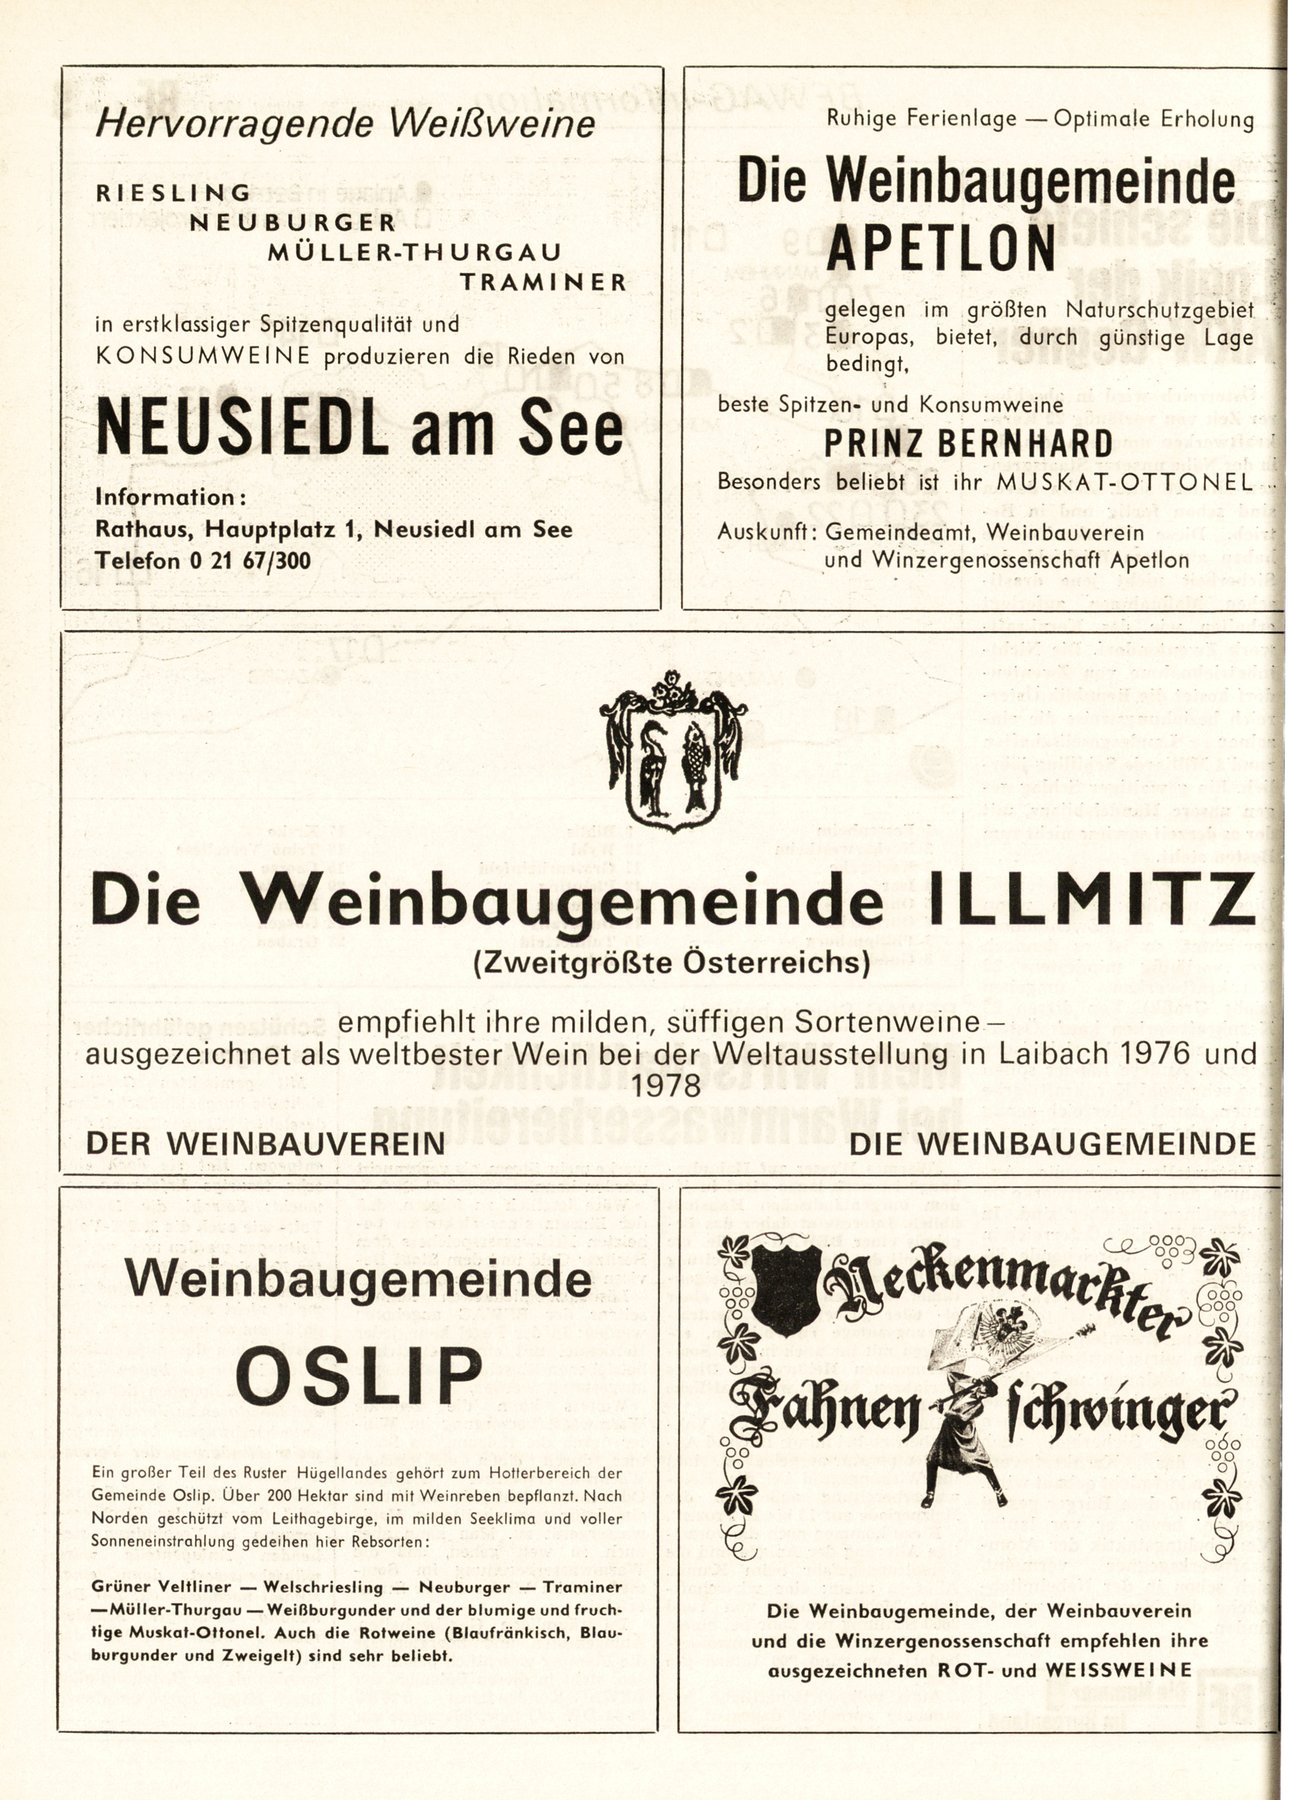 Hervorragende Weißweine
RIESLING
NEUBURGER
MÜLLER-THURGAU
TRAMINER
in erstklassiger Spitzenqualität und
KONSUMWEINE produzieren die Rieden von
NEUSIEDL am See
Information:
Rathaus, Hauptplatz 1, Neusiedl am See
Telefon 0 21 67/300
Ruhige Ferienlage — Optimale Erholung
Die Weinbaugemeinde
APETLON
gelegen im größten Naturschutzgebiet
Europas, bietet, durch günstige Lage
bedingt,
beste Spitzen- und Konsumweine
PRINZ BERNHARD
Besonders beliebt ist ihr MUSKAT-OTTONEL
Auskunft: Gemeindeamt, Weinbauverein
und Winzergenossenschaft Apetlon
Die Weinbaugemeinde ILLMITZ
(Zweitgrößte Österreichs)
empfiehlt ihre milden, süffigen Sortenweine –
ausgezeichnet als weltbester Wein bei der Weltausstellung in Laibach 1976 und
1978
DER WEINBAUVEREIN DIE WEINBAUGEMEINDE
Weinbaugemeinde
OSLIP
Ein großer Teil des Ruster Hügellandes gehört zum Hotterbereich der
Gemeinde Oslip. Über 200 Hektar sind mit Weinreben bepflanzt. Nach
Norden geschützt vom Leithagebirge, im milden Seeklima und voller
Sonneneinstrahlung gedeihen hier Rebsorten:
Grüner Veltliner — Welschriesling — Neuburger — Traminer
—Müller-Thurgau — Weißburgunder und der blumige und fruch-
tige Muskat-Ottonel. Auch die Rotweine (Blaufränkisch, Blau-
burgunder und Zweigelt) sind sehr beliebt.
Neckenmarkter
Fahnenschwinger
Die Weinbaugemeinde, der Weinbauverein
und die Winzergenossenschaft empfehlen ihre
ausgezeichneten ROT- und WEISSWEINE